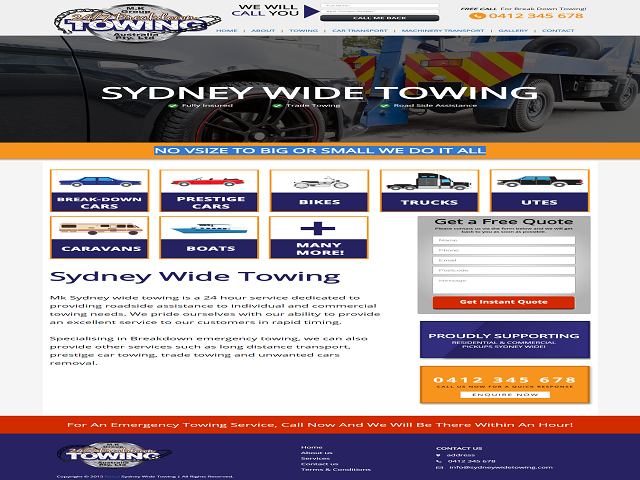 M.K
Group
24/7 Breakdown
TOWING
Australia
Pty. Ltd
WE WILL
CALL YOU
CALL ME BACK
FREE CALL For Break Down Towing!
0412 345 678
HOME | ABOUT | TOWING | CAR TRANSPORT | MACHINERY TRANSPORT | GALLERY | CONTACT
SYDNEY WIDE TOWING
Fully Insured Trade Towing Road Side Assistance
NO VSIZE TO BIG OR SMALL WE DO IT ALL
BREAK-DOWN
CARS
PRESTIGE
CARS
BIKES
TRUCKS
UTES
CARAVANS
BOATS
MANY
MORE!
Sydney Wide Towing
Mk Sydney wide towing is a 24 hour service dedicated to
providing roadside assistance to individual and commercial
towing needs. We pride ourselves with our ability to provide
an excellent service to our customers in rapid timing.
Specialising in Breakdown emergency towing, we can also
provide other services such as long distance transport,
prestige car towing, trade towing and unwanted cars
removal.
Get a Free Quote
Please contact us via the form below and we will get
back to you as soon as possible.
Name
Phone
Email
Postcode
Message
Get Instant Quote
PROUDLY SUPPORTING
RESIDENTIAL & COMMERCIAL
PICKUPS SYDNEY WIDE!
0412 345 678
CALL US NOW FOR A QUICK RESPONSE
ENQUIRE NOW
For An Emergency Towing Service, Call Now And We Will Be There Within An Hour!
M.K
Group
24/7 Breakdown
TOWING
Australia
Pty. Ltd
Home
About us
Services
Contact us
Terms & Conditions
CONTACT US
address
0412 345 678
info@sydneywidetowing.com
Copyright © 2015 Sydney Wide Towing | All Rights Reserved.